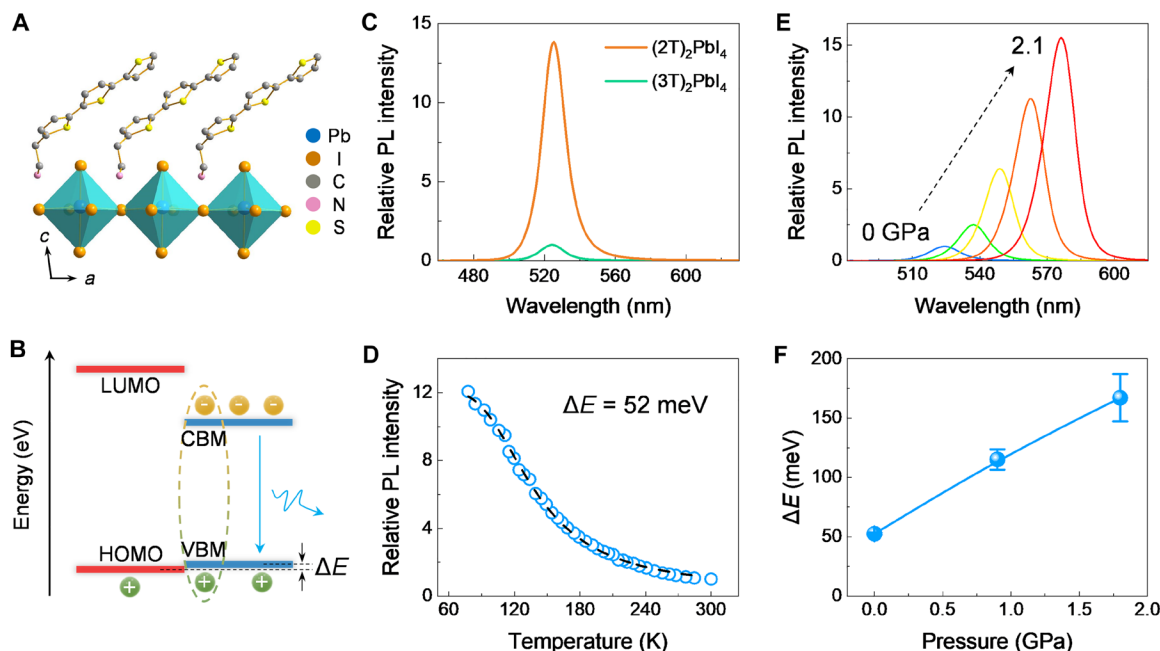 A
Pb
I
C
N
S
c
a
B
Energy (eV)
LUMO
CBM
HOMO
VBM
ΔE
C
Relative PL intensity
15
10
5
0
(2T)₂PbI₄
(3T)₂PbI₄
480
520
560
600
Wavelength (nm)
D
Relative PL intensity
12
8
4
0
ΔE = 52 meV
60
120
180
240
300
Temperature (K)
E
Relative PL intensity
15
10
5
0
2.1
0 GPa
510
540
570
600
Wavelength (nm)
F
ΔE (meV)
200
150
100
50
0
0.0
0.5
1.0
1.5
2.0
Pressure (GPa)